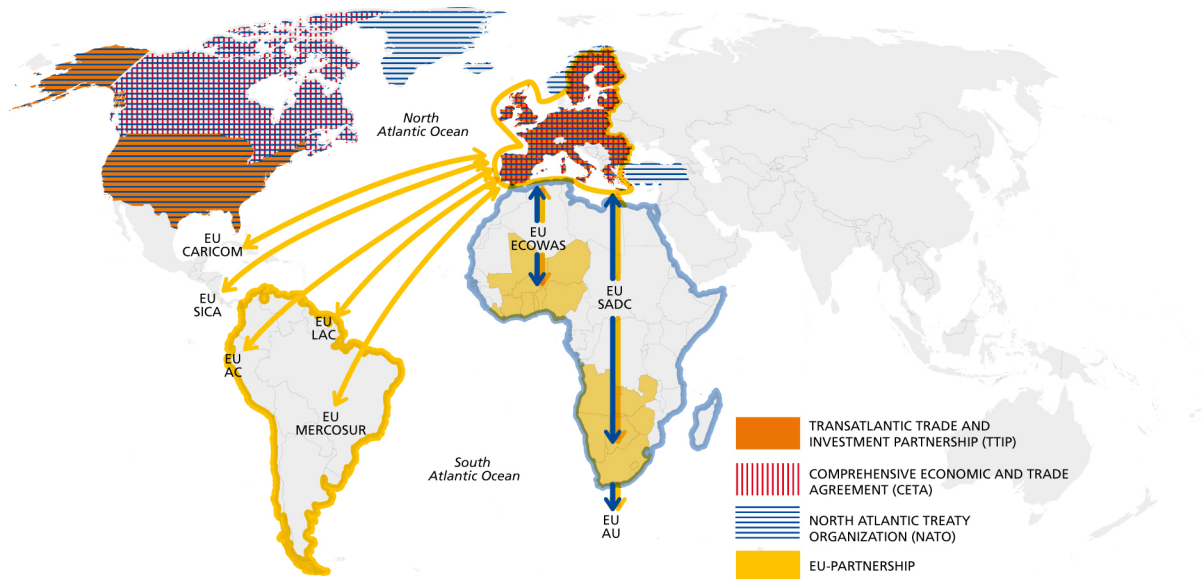 North
Atlantic Ocean
EU
CARICOM
EU
ECOWAS
EU
SICA
EU
SADC
EU
LAC
EU
AC
EU
MERCOSUR
South
Atlantic Ocean
EU
AU
TRANSATLANTIC TRADE AND
INVESTMENT PARTNERSHIP (TTIP)
COMPREHENSIVE ECONOMIC AND TRADE
AGREEMENT (CETA)
NORTH ATLANTIC TREATY
ORGANIZATION (NATO)
EU-PARTNERSHIP